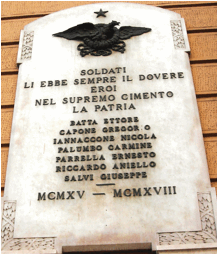 SOLDATI
LI EBBE SEMPRE IL DOVERE
EROI
NEL SUPREMO CIMENTO
LA PATRIA
BATTA ETTORE
CAPONE GREGOR O
IANNACCONE NICOLA
PALUMBO CARMINE
PARRELLA ERNESTO
RICCARDO ANIELLO
SALVI GIUSEPPE
MCMXV — MCMXVIII